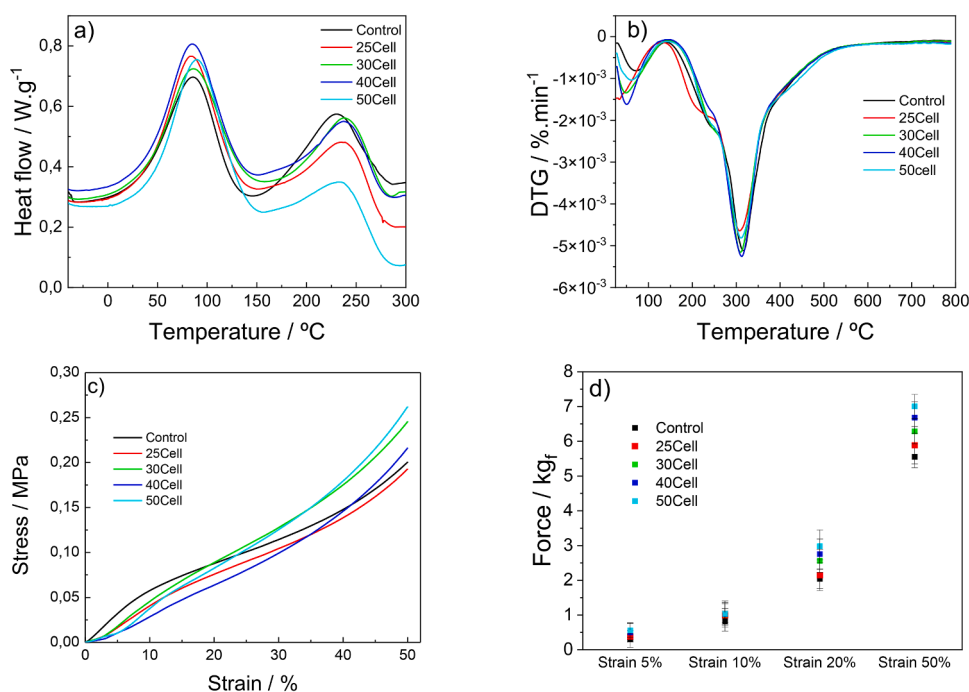 a)
Control
25Cell
30Cell
40Cell
50Cell
0,8
0,6
0,4
0,2
0,0
Heat flow / W.g⁻¹
0 50 100 150 200 250 300
Temperature / ºC
b)
0
-1×10⁻³
-2×10⁻³
-3×10⁻³
-4×10⁻³
-5×10⁻³
-6×10⁻³
DTG / %.min⁻¹
Control
25Cell
30Cell
40Cell
50cell
100 200 300 400 500 600 700 800
Temperature / ºC
c)
0,30
0,25
0,20
0,15
0,10
0,05
0,00
Stress / MPa
Control
25Cell
30Cell
40Cell
50Cell
0 10 20 30 40 50
Strain / %
d)
8
7
6
5
4
3
2
1
0
Force / kgf
Control
25Cell
30Cell
40Cell
50Cell
Strain 5% Strain 10% Strain 20% Strain 50%